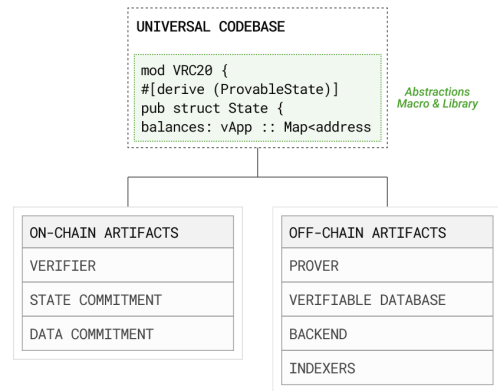 UNIVERSAL CODEBASE
mod VRC20 {
#[derive (ProvableState)]
pub struct State {
balances: vApp :: Map<address
Abstractions
Macro & Library
ON-CHAIN ARTIFACTS
VERIFIER
STATE COMMITMENT
DATA COMMITMENT
OFF-CHAIN ARTIFACTS
PROVER
VERIFIABLE DATABASE
BACKEND
INDEXERS